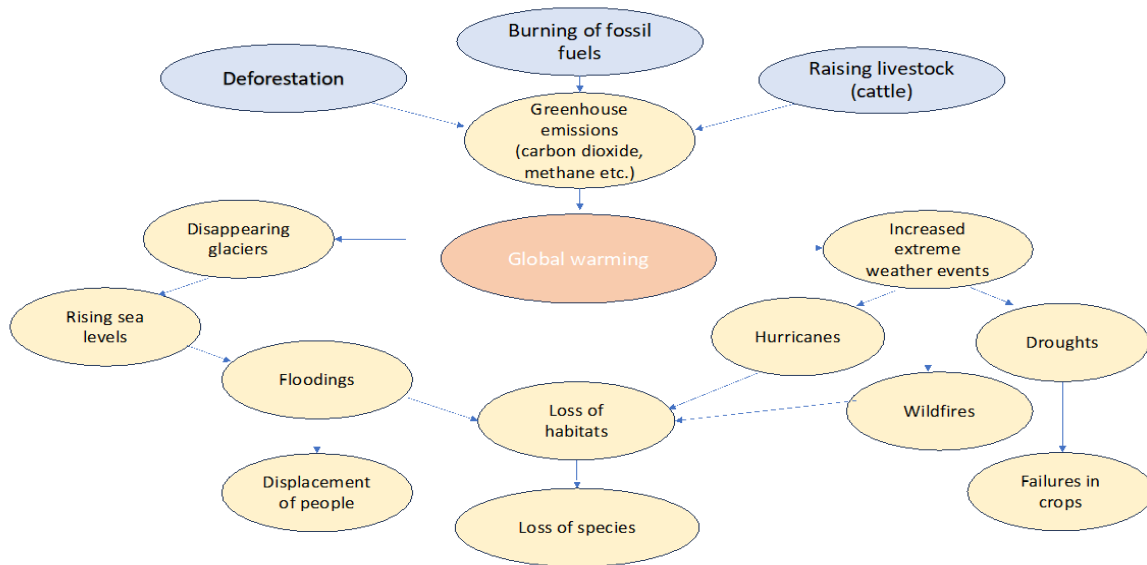 Burning of fossil
fuels
Deforestation
Raising livestock
(cattle)
Greenhouse
emissions
(carbon dioxide,
methane etc.)
Disappearing
glaciers
Global warming
Increased
extreme
weather events
Rising sea
levels
Hurricanes
Droughts
Floodings
Loss of
habitats
Wildfires
Displacement
of people
Loss of species
Failures in
crops